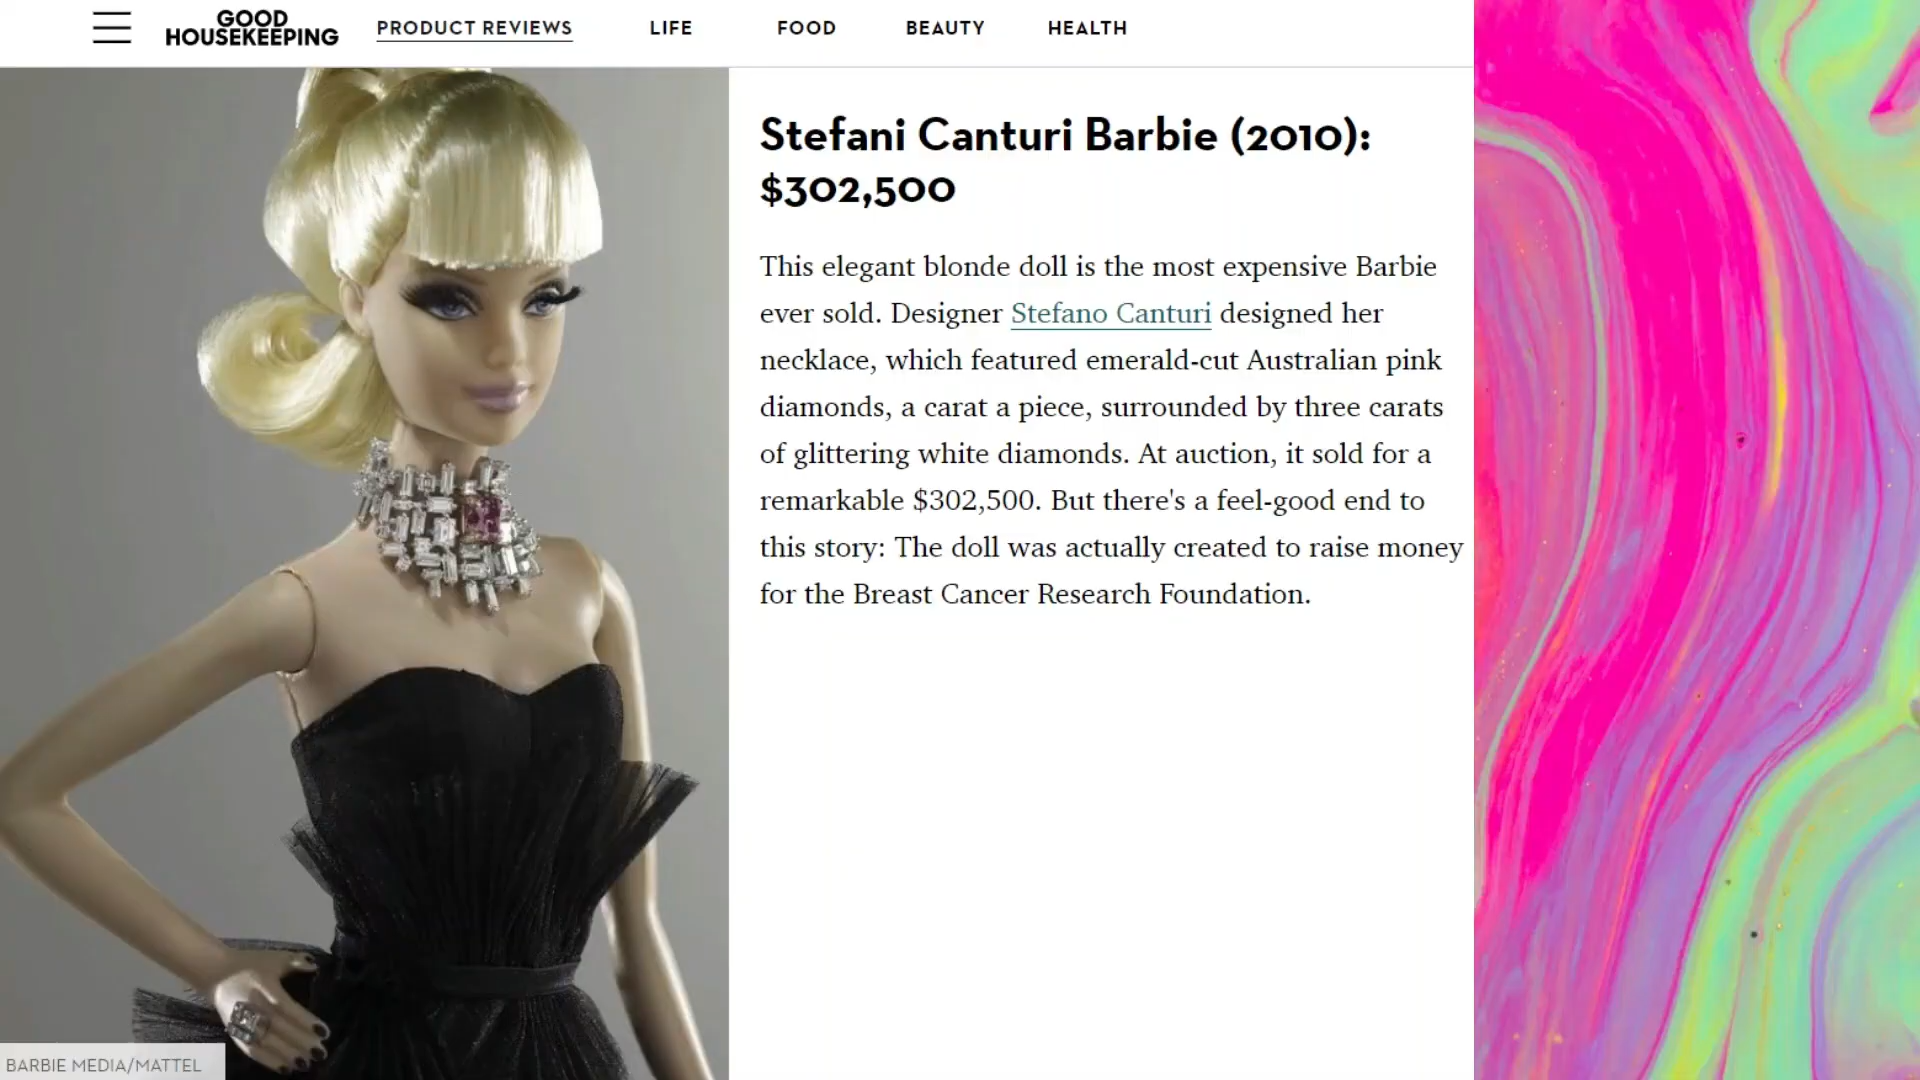 GOOD
HOUSEKEEPING
PRODUCT REVIEWS
LIFE
FOOD
BEAUTY
HEALTH
Stefani Canturi Barbie (2010):
$302,500
This elegant blonde doll is the most expensive Barbie
ever sold. Designer Stefano Canturi designed her
necklace, which featured emerald-cut Australian pink
diamonds, a carat a piece, surrounded by three carats
of glittering white diamonds. At auction, it sold for a
remarkable $302,500. But there's a feel-good end to
this story: The doll was actually created to raise money
for the Breast Cancer Research Foundation.
BARBIE MEDIA/MATTEL